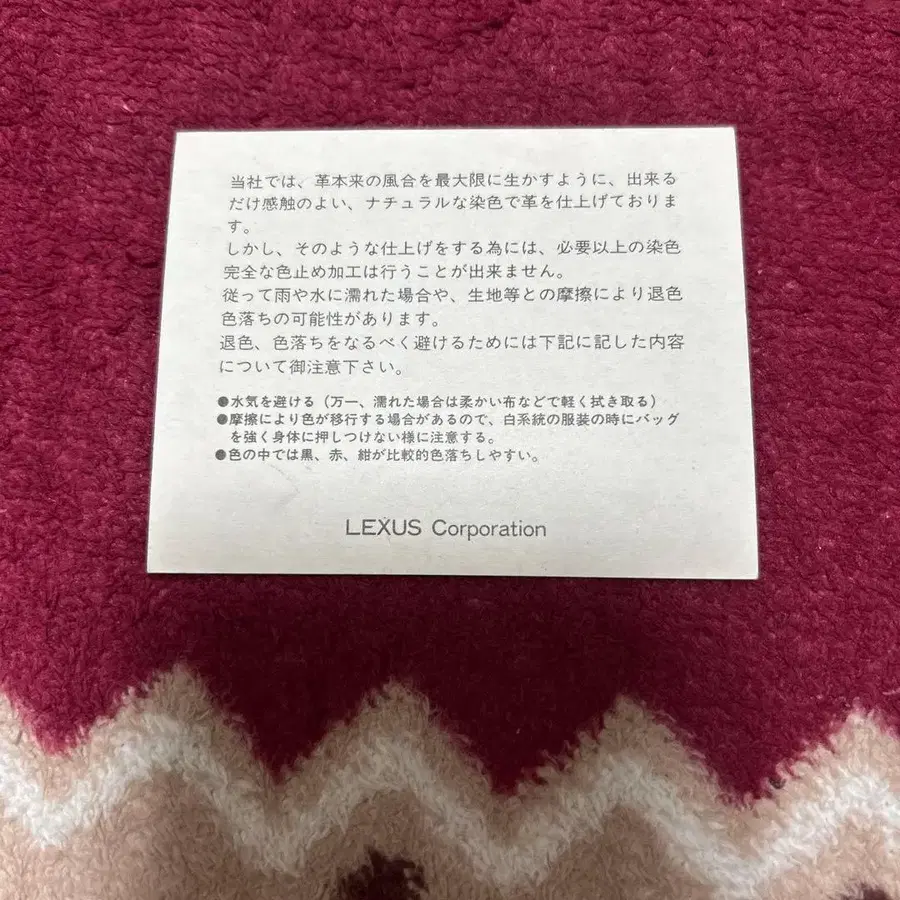 当社では、革本来の風合を最大限に生かすように、出来る
だけ感触のよい、ナチュラルな染色で革を仕上げておりま
す。
しかし、そのような仕上げをする為には、必要以上の染色
完全な色止め加工は行うことが出来ません。
従って雨や水に濡れた場合や、生地等との摩擦により退色
色落ちの可能性があります。
退色、色落ちをなるべく避けるためには下記に記した内容
について御注意下さい。
●水気を避ける（万一、濡れた場合は柔かい布などで軽く拭き取る）
●摩擦により色が移行する場合があるので、白系統の服装の時にバッグ
を強く身体に押しつけない様に注意する。
●色の中では黒、赤、紺が比較的色落ちしやすい。
LEXUS Corporation